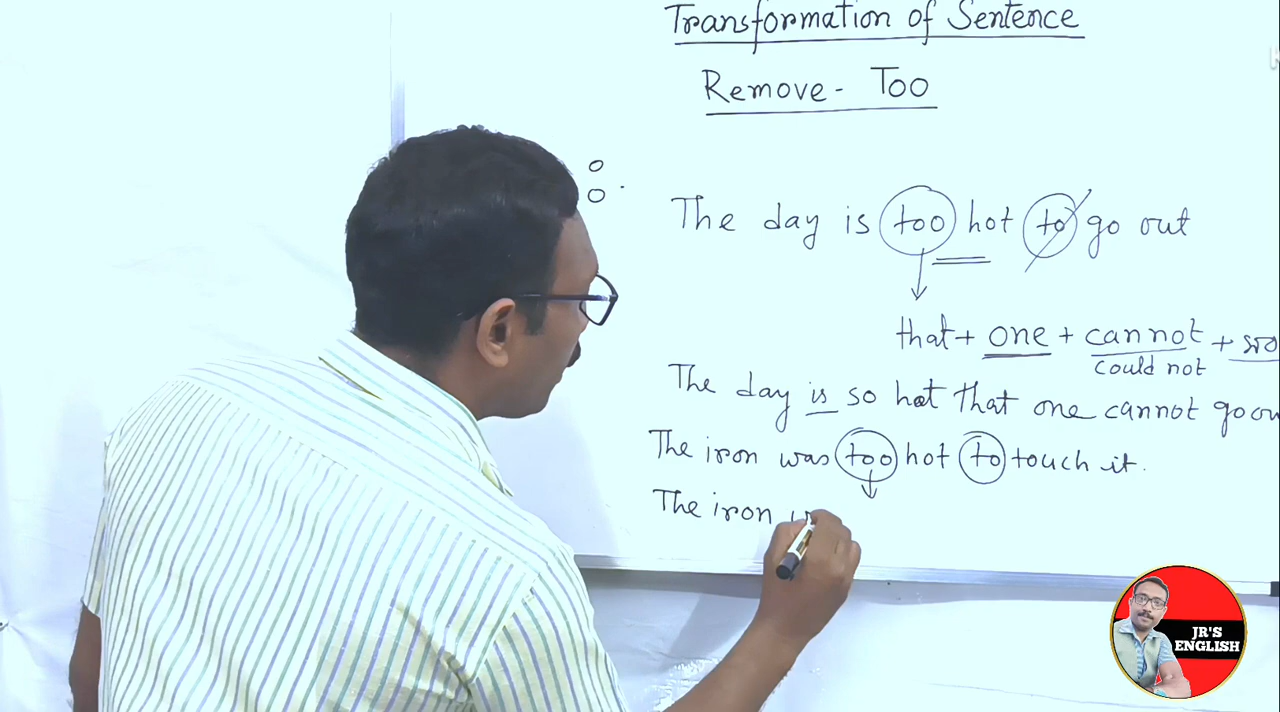 Transformation of Sentence
Remove - Too
The day is too hot to go out
that + one + cannot +
could not
The day is so hot that one cannot go
The iron was too hot to touch it.
The iron
JR'S
ENGLISH